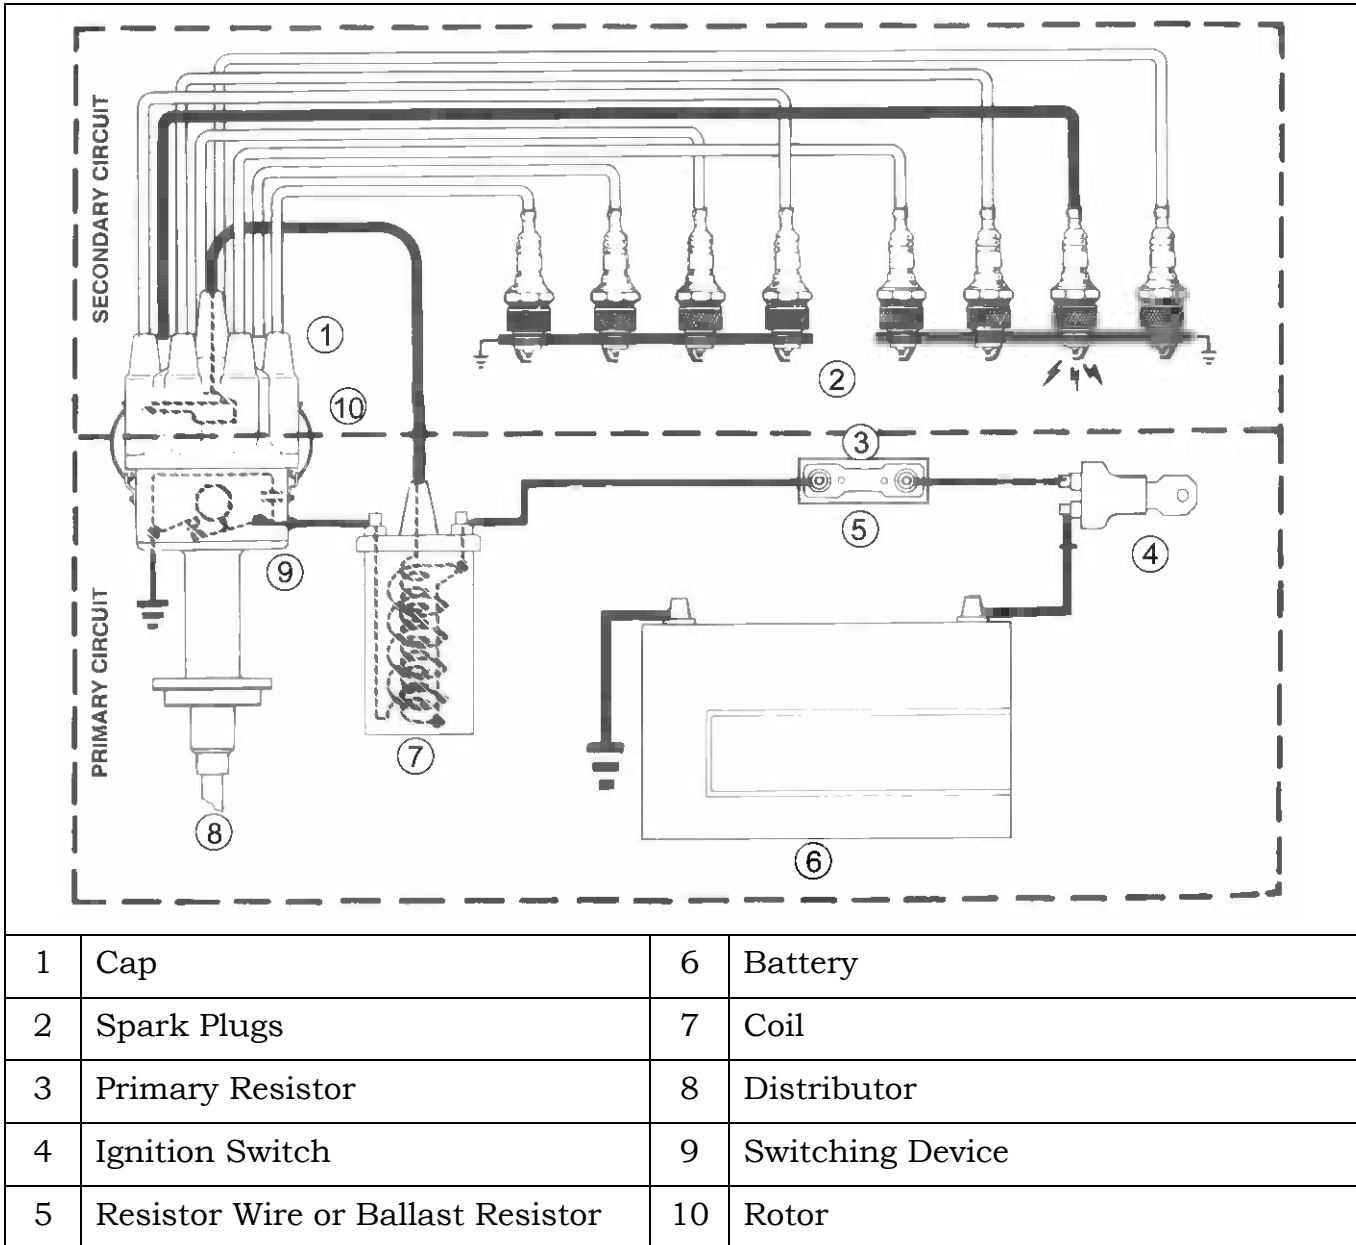 SECONDARY CIRCUIT
1
10
2
3
5
4
9
PRIMARY CIRCUIT
7
8
6
1 Cap 6 Battery
2 Spark Plugs 7 Coil
3 Primary Resistor 8 Distributor
4 Ignition Switch 9 Switching Device
5 Resistor Wire or Ballast Resistor 10 Rotor